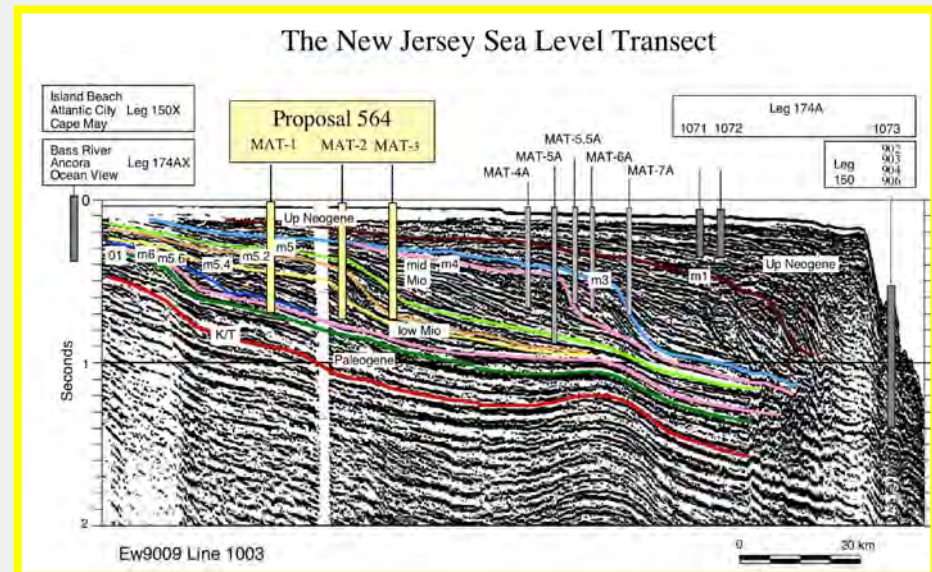 The New Jersey Sea Level Transect
Island Beach
Atlantic City Leg 150X
Cape May
Bass River
Ancora Leg 174AX
Ocean View
Proposal 564
MAT-1 MAT-2 MAT-3
MAT-4A
MAT-5A
MAT-5.5A
MAT-6A
MAT-7A
Leg 174A
1071 1072 1073
Leg
150
902
903
904
906
0
Up Neogene
o1
m6
m5.6
m5.4
m5.2
m5
mid
Mio
m4
m3
m1
Up Neogene
K/T
low Mio
Paleogene
1
Seconds
2
Ew9009 Line 1003
0 20 km